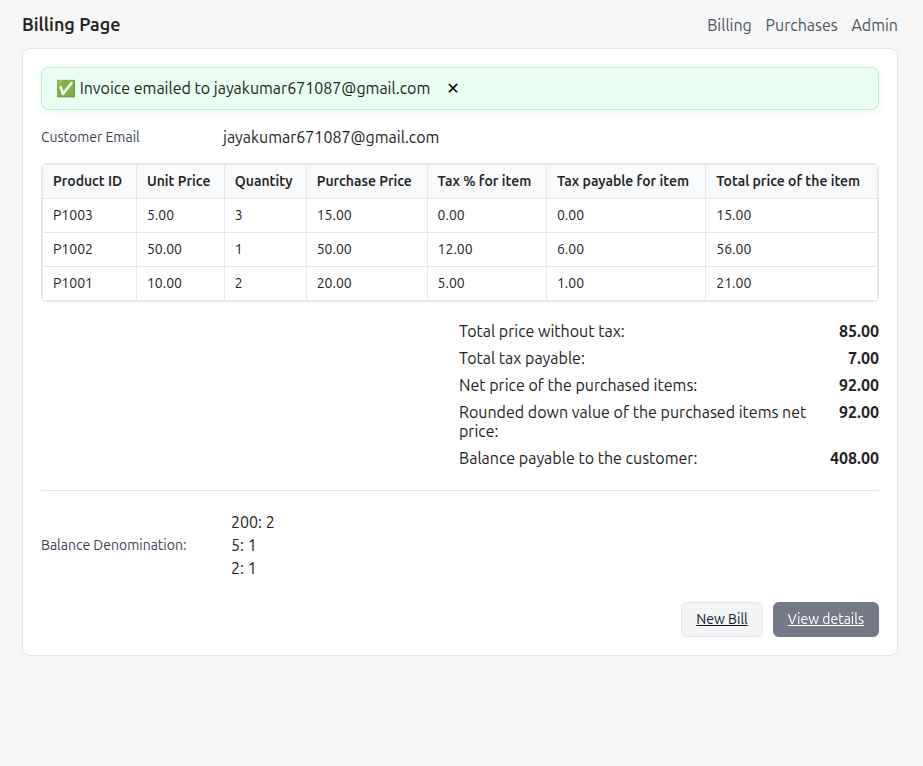 Billing Page
Billing Purchases Admin
✅ Invoice emailed to jayakumar671087@gmail.com ✕
Customer Email jayakumar671087@gmail.com
Product ID Unit Price Quantity Purchase Price Tax % for item Tax payable for item Total price of the item
P1003 5.00 3 15.00 0.00 0.00 15.00
P1002 50.00 1 50.00 12.00 6.00 56.00
P1001 10.00 2 20.00 5.00 1.00 21.00
Total price without tax: 85.00
Total tax payable: 7.00
Net price of the purchased items: 92.00
Rounded down value of the purchased items net 92.00
price:
Balance payable to the customer: 408.00
200: 2
Balance Denomination: 5: 1
2: 1
New Bill View details